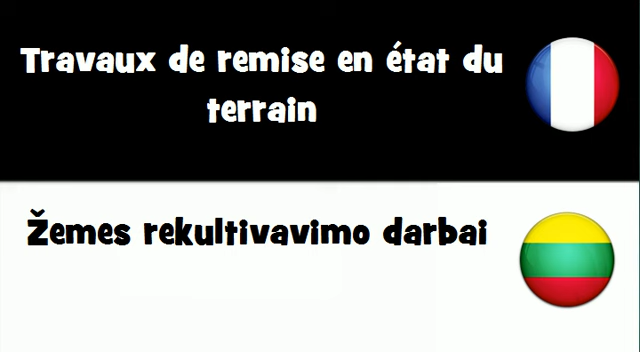 Travaux de remise en état du
terrain
Žemes rekultivavimo darbai